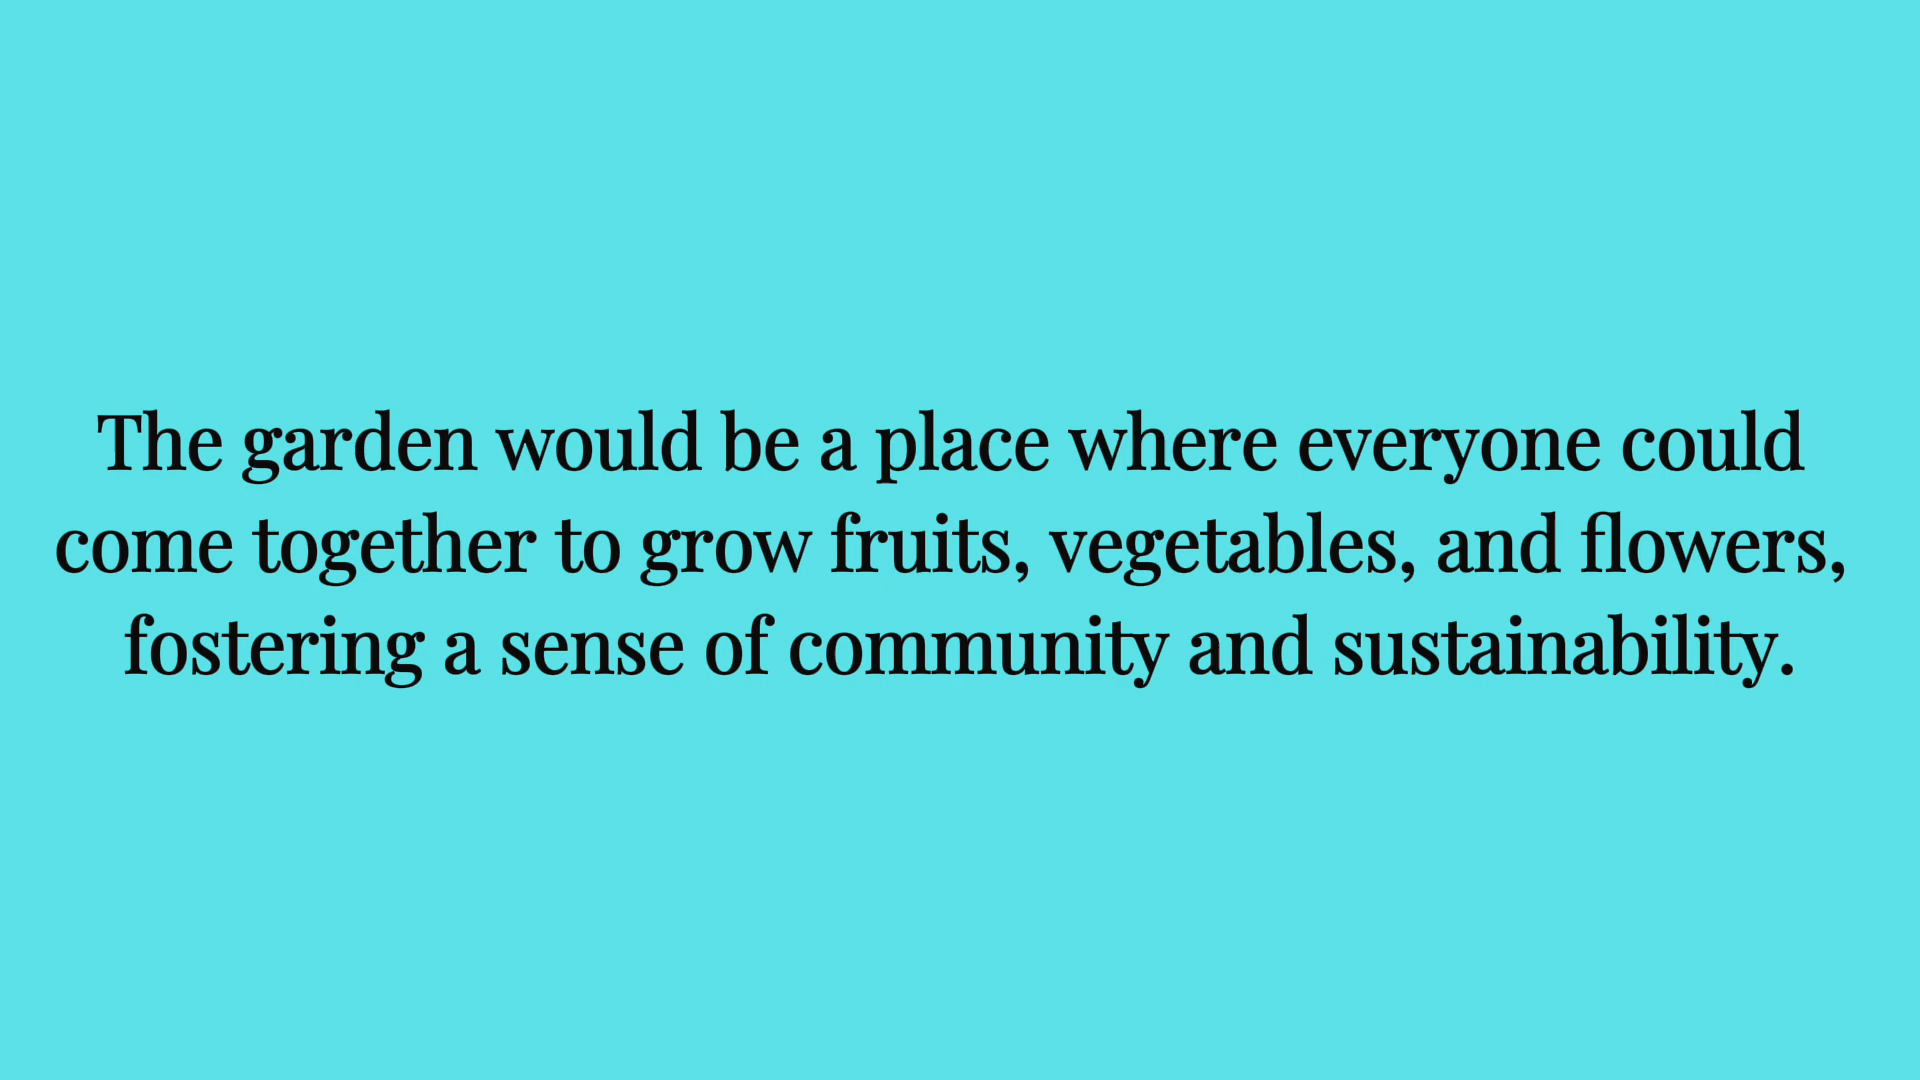 The garden would be a place where everyone could
come together to grow fruits, vegetables, and flowers,
fostering a sense of community and sustainability.